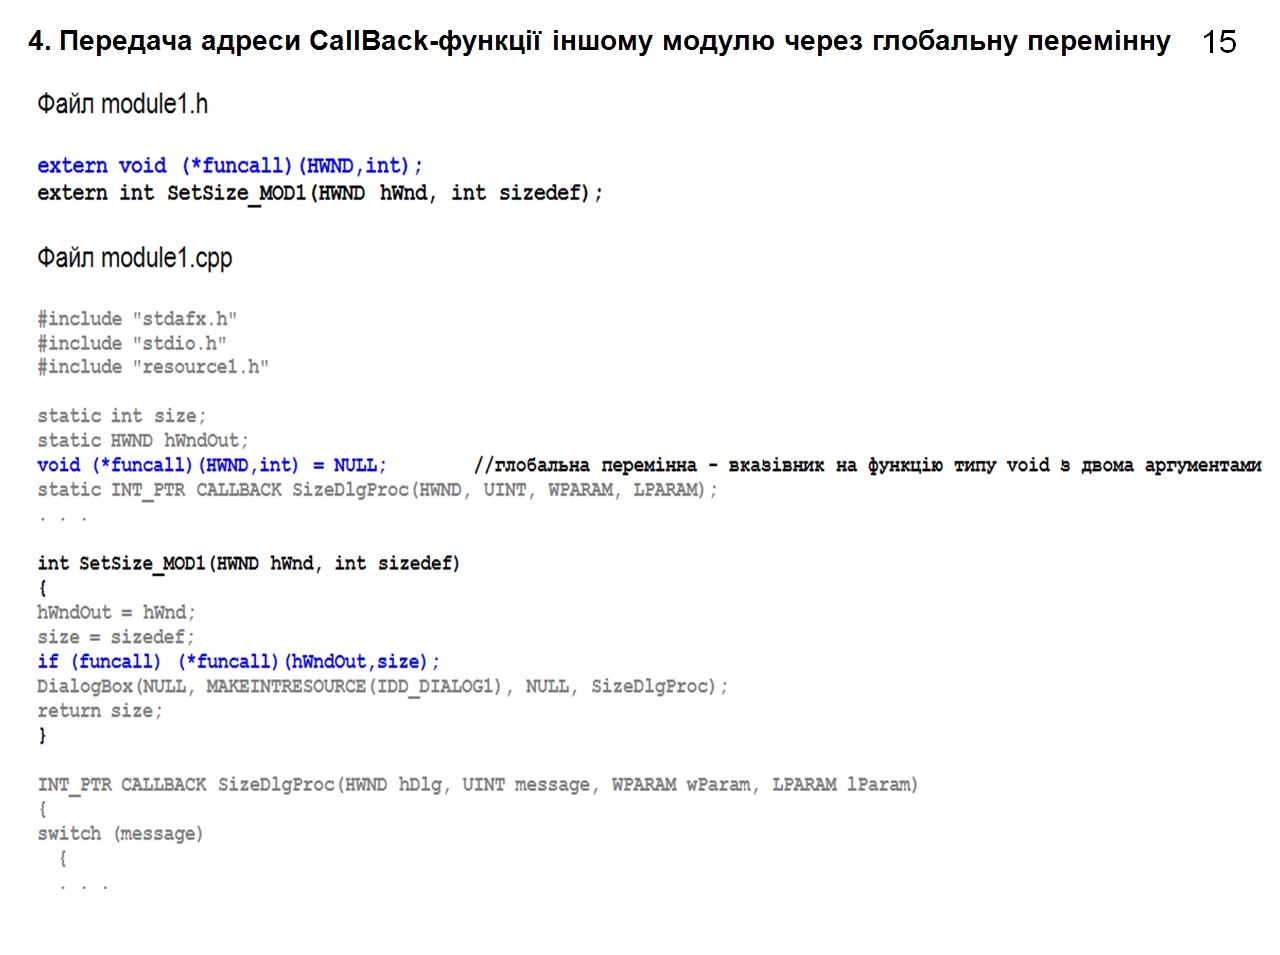 4. Передача адреси CallBack-функції іншому модулю через глобальну перемінну 15
Файл module1.h
extern void (*funcall)(HWND,int);
extern int SetSize_MOD1(HWND hWnd, int sizedef);
Файл module1.cpp
#include "stdafx.h"
#include "stdio.h"
#include "resource1.h"
static int size;
static HWND hWndOut;
void (*funcall)(HWND,int) = NULL; //глобальна перемінна - вказівник на функцію типу void з двома аргументами
static INT_PTR CALLBACK SizeDlgProc(HWND, UINT, WPARAM, LPARAM);
. . .
int SetSize_MOD1(HWND hWnd, int sizedef)
{
hWndOut = hWnd;
size = sizedef;
if (funcall) (*funcall)(hWndOut,size);
DialogBox(NULL, MAKEINTRESOURCE(IDD_DIALOG1), NULL, SizeDlgProc);
return size;
}
INT_PTR CALLBACK SizeDlgProc(HWND hDlg, UINT message, WPARAM wParam, LPARAM lParam)
{
switch (message)
{
. . .